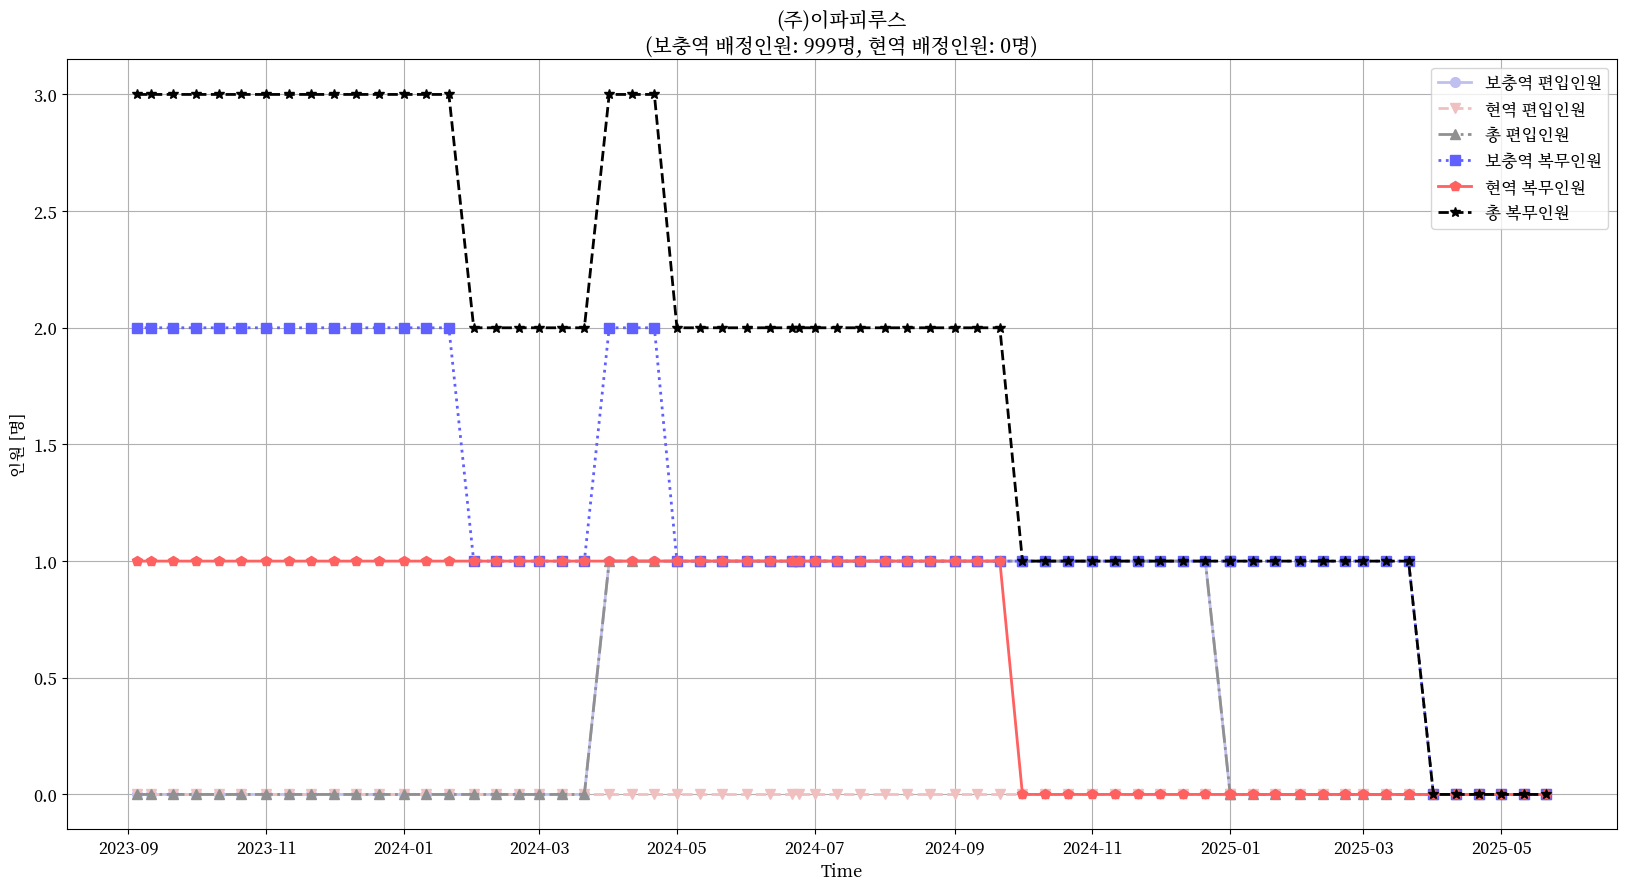 (주)이파피루스
(보충역 배정인원: 999명, 현역 배정인원: 0명)
보충역 편입인원
현역 편입인원
총 편입인원
보충역 복무인원
현역 복무인원
총 복무인원
인원 [명]
3.0
2.5
2.0
1.5
1.0
0.5
0.0
2023-09 2023-11 2024-01 2024-03 2024-05 2024-07 2024-09 2024-11 2025-01 2025-03 2025-05
Time